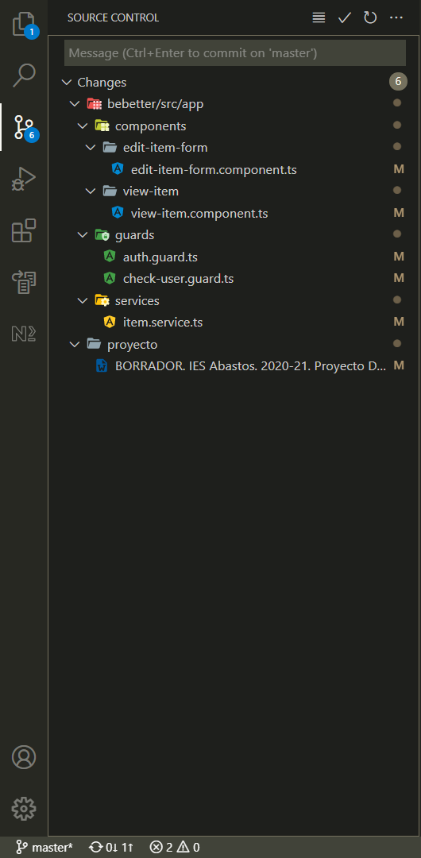 1
SOURCE CONTROL
Message (Ctrl+Enter to commit on 'master')
Changes 6
bebetter/src/app
components
6
edit-item-form
edit-item-form.component.ts M
view-item
view-item.component.ts M
guards
auth.guard.ts M
check-user.guard.ts M
services
item.service.ts M
proyecto
BORRADOR. IES Abastos. 2020-21. Proyecto D... M
master* 0↓ 1↑ 2 0